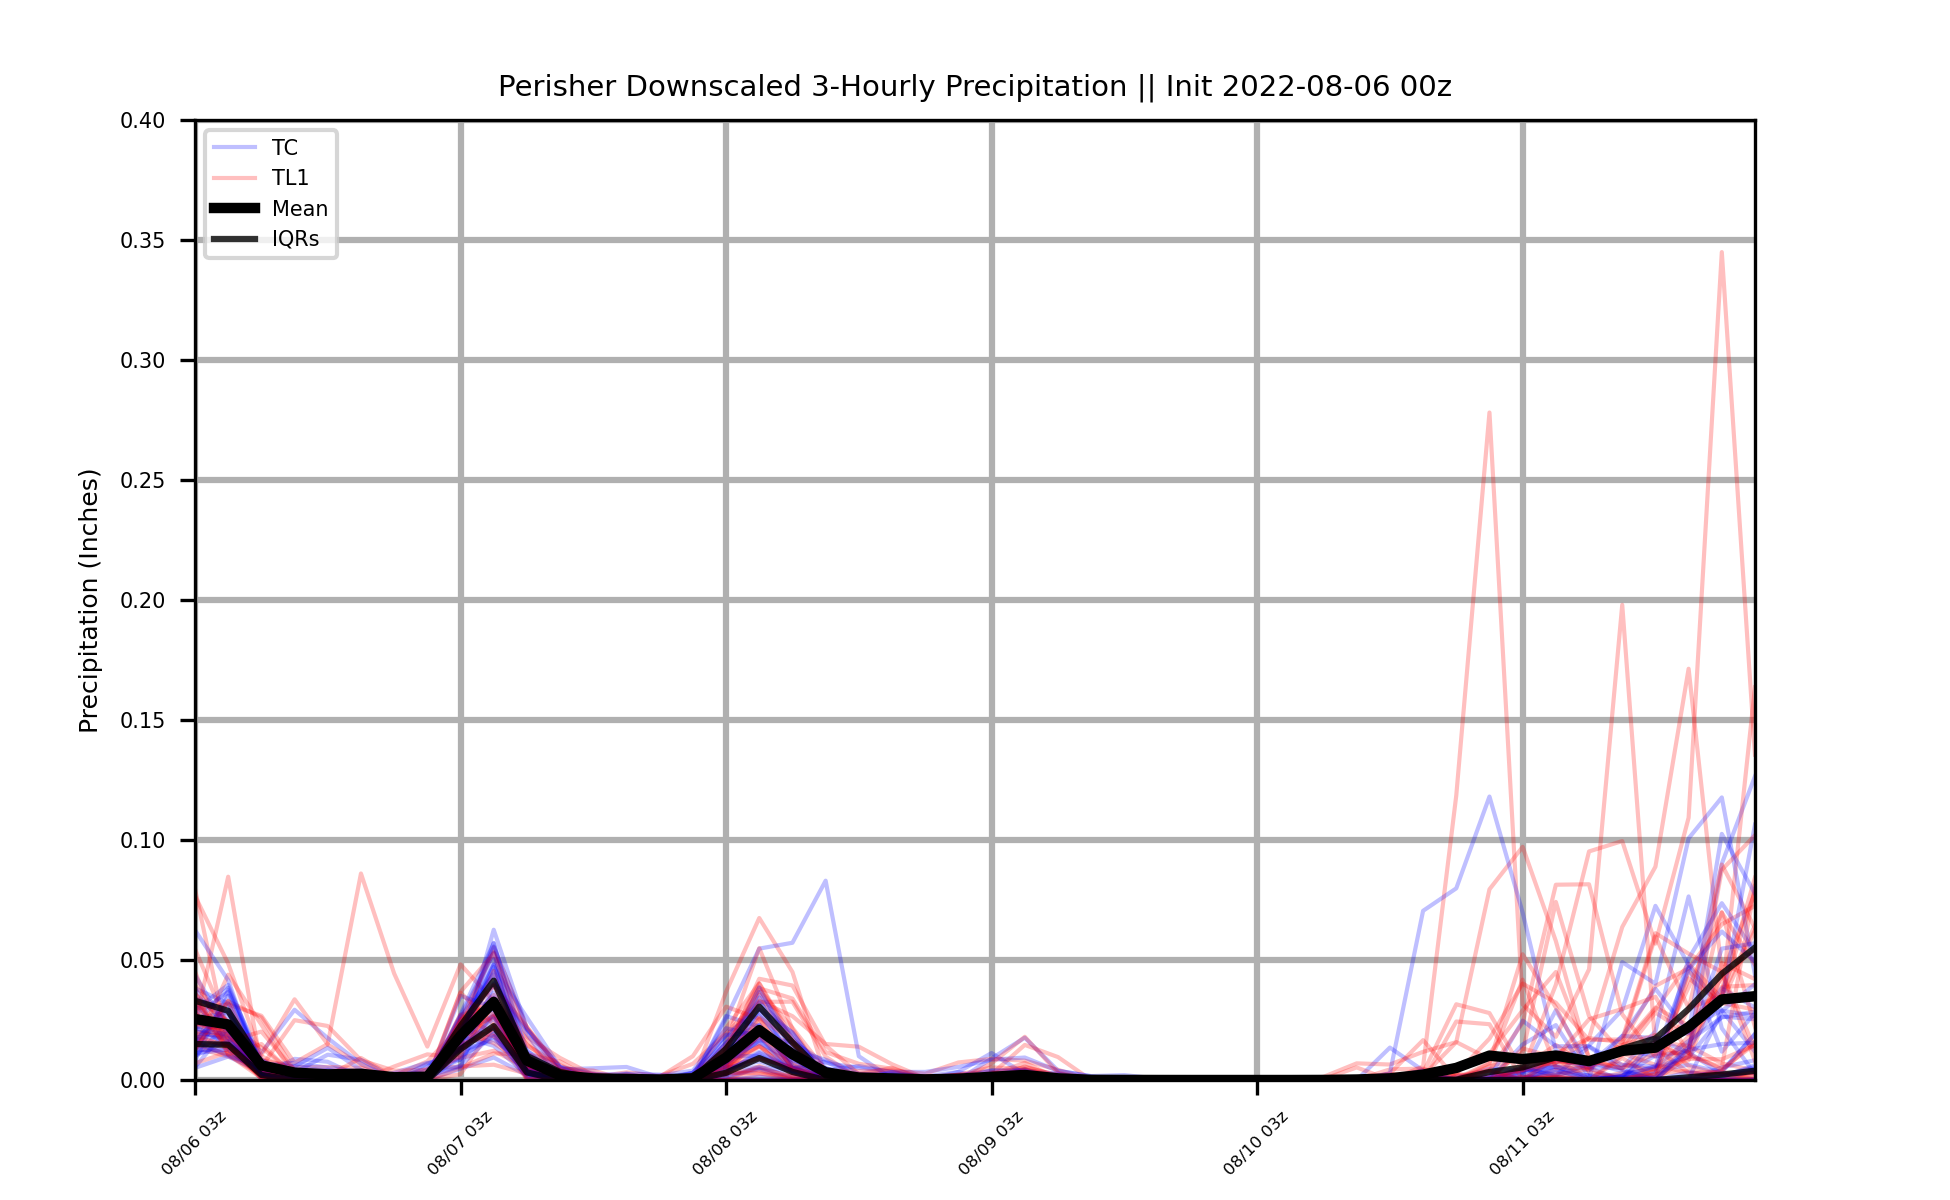 Perisher Downscaled 3-Hourly Precipitation || Init 2022-08-06 00z
TC
TL1
Mean
IQRs
Precipitation (Inches)
0.40
0.35
0.30
0.25
0.20
0.15
0.10
0.05
0.00
08/06 03z
08/07 03z
08/08 03z
08/09 03z
08/10 03z
08/11 03z